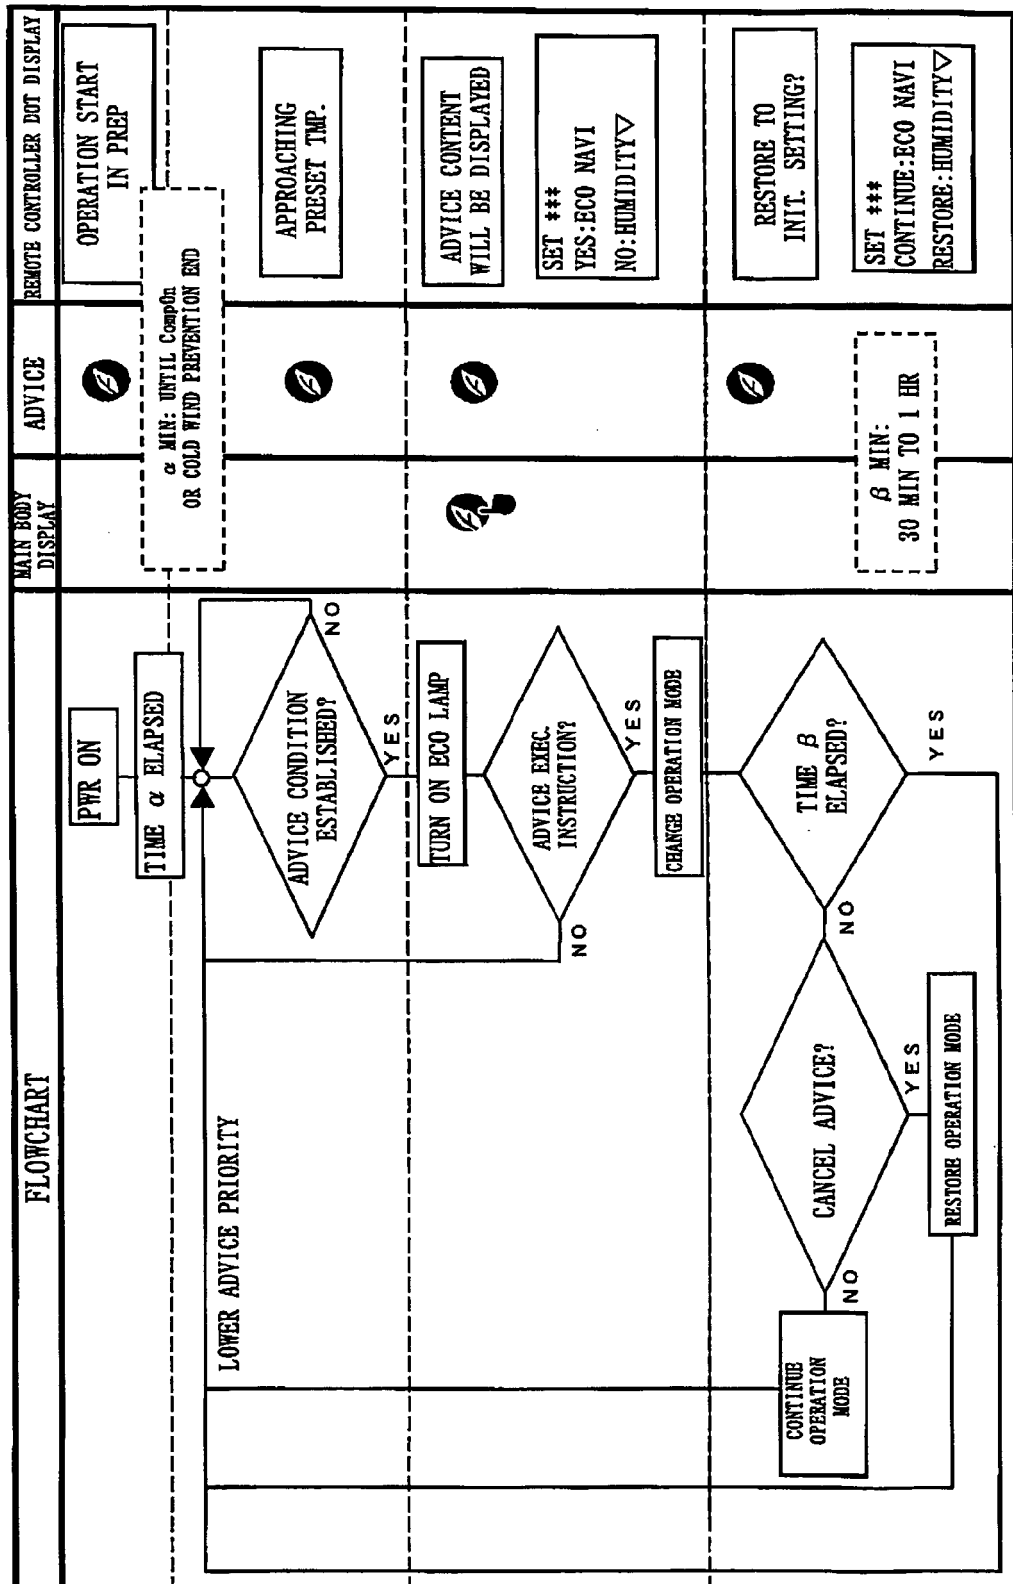 FLOWCHART
MAIN BODY
DISPLAY
ADVICE
REMOTE CONTROLLER DOT DISPLAY
PWR ON
OPERATION START
IN PREP
TIME α ELAPSED
α MIN: UNTIL CompOn
OR COLD WIND PREVENTION END
LOWER ADVICE PRIORITY
ADVICE CONDITION
ESTABLISHED?
NO
YES
APPROACHING
PRESET TMP.
TURN ON ECO LAMP
ADVICE CONTENT
WILL BE DISPLAYED
ADVICE EXEC.
INSTRUCTION?
NO
YES
SET ***
YES:ECO NAVI
NO:HUMIDITY▽
CHANGE OPERATION MODE
TIME β
ELAPSED?
NO
YES
RESTORE TO
INIT. SETTING?
CANCEL ADVICE?
NO
YES
CONTINUE
OPERATION
MODE
RESTORE OPERATION MODE
β MIN:
30 MIN TO 1 HR
SET ***
CONTINUE:ECO NAVI
RESTORE:HUMIDITY▽